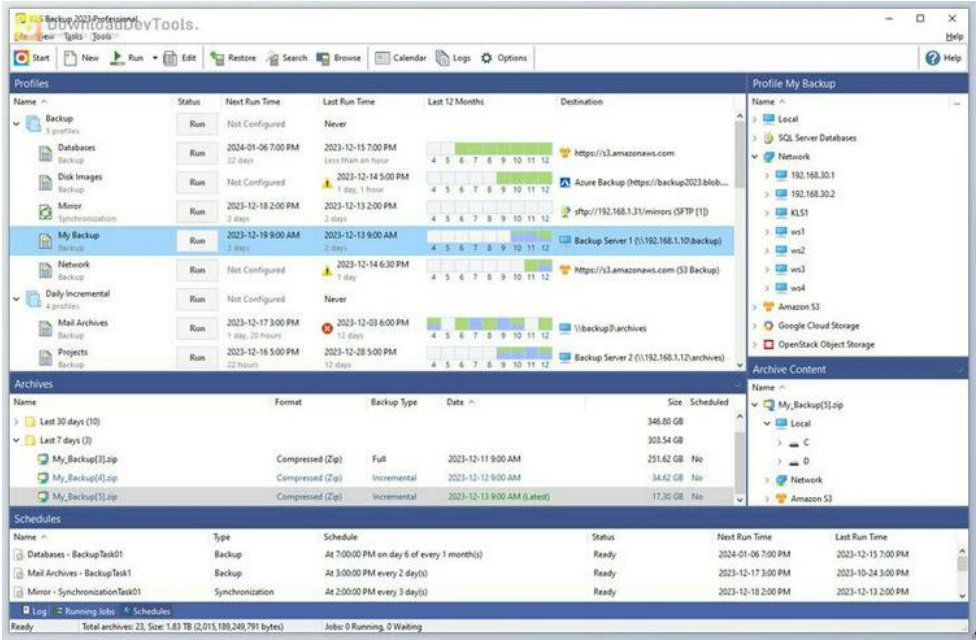 KLS Backup 2023 Professional
DownloadDevTools.
File View Tasks Tools Help
Start New Run Edit Restore Search Browse Calendar Logs Options Help
Profiles
Name Status Next Run Time Last Run Time Last 12 Months Destination
Backup Run Not Configured Never
5 profiles
Databases Run 2024-01-06 7:00 PM 2023-12-15 7:00 PM https://s3.amazonaws.com
Backup 22 days Less than an hour 4 5 6 7 8 9 10 11 12
Disk Images Run Not Configured 2023-12-14 5:00 PM Azure Backup (https://backup2023.blob....
Backup 1 day, 1 hour 4 5 6 7 8 9 10 11 12
Mirror Run 2023-12-18 2:00 PM 2023-12-13 2:00 PM sftp://192.168.1.31/mirrors (SFTP [1])
Synchronization 2 days 2 days 4 5 6 7 8 9 10 11 12
My Backup Run 2023-12-19 9:00 AM 2023-12-13 9:00 AM Backup Server 1 (\\192.168.1.10\backup)
Backup 3 days 2 days 4 5 6 7 8 9 10 11 12
Network Run Not Configured 2023-12-14 6:30 PM https://s3.amazonaws.com (S3 Backup)
Backup 1 day 4 5 6 7 8 9 10 11 12
Daily Incremental Run Not Configured Never
4 profiles
Mail Archives Run 2023-12-17 3:00 PM 2023-12-03 6:00 PM \\backup3\archives
Backup 1 day, 20 hours 12 days 4 5 6 7 8 9 10 11 12
Projects Run 2023-12-16 5:00 PM 2023-12-28 5:00 PM Backup Server 2 (\\192.168.1.12\archives)
Backup 22 hours 12 days 4 5 6 7 8 9 10 11 12
Profile My Backup
Name
Local
SQL Server Databases
Network
192.168.30.1
192.168.30.2
KLS1
ws1
ws2
ws3
ws4
Amazon S3
Google Cloud Storage
OpenStack Object Storage
Archives
Name Format Backup Type Date Size Scheduled
Last 30 days (10) 346.80 GB
Last 7 days (3) 303.54 GB
My_Backup[3].zip Compressed (Zip) Full 2023-12-11 9:00 AM 251.62 GB No
My_Backup[4].zip Compressed (Zip) Incremental 2023-12-12 9:00 AM 34.62 GB No
My_Backup[5].zip Compressed (Zip) Incremental 2023-12-13 9:00 AM (Latest) 17.30 GB No
Archive Content
Name
My_Backup[5].zip
Local
C
D
Network
Amazon S3
Schedules
Name Type Schedule Status Next Run Time Last Run Time
Databases - BackupTask01 Backup At 7:00:00 PM on day 6 of every 1 month(s) Ready 2024-01-06 7:00 PM 2023-12-15 7:00 PM
Mail Archives - BackupTask1 Backup At 3:00:00 PM every 2 day(s) Ready 2023-12-17 3:00 PM 2023-10-24 3:00 PM
Mirror - SynchronizationTask01 Synchronization At 2:00:00 PM every 3 day(s) Ready 2023-12-18 2:00 PM 2023-12-13 2:00 PM
Log Running Jobs Schedules
Ready Total archives: 23, Size: 1.83 TB (2,015,189,249,791 bytes) Jobs: 0 Running, 0 Waiting